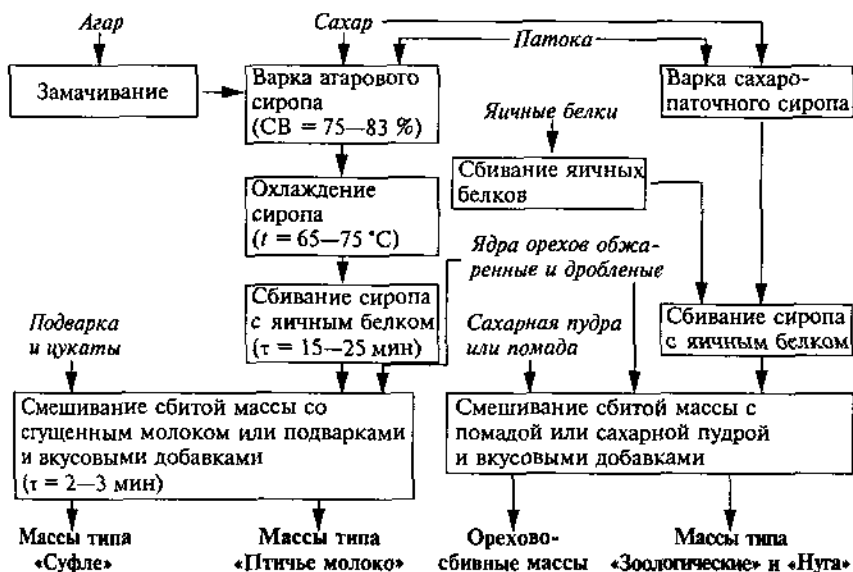 Агар
Сахар
Патока
Замачивание
Варка агарового
сиропа
(СВ = 75—83 %)
Варка сахаро-
паточного сиропа
Яичные белки
Сбивание яичных
белков
Охлаждение
сиропа
(t = 65—75 °C)
Ядра орехов обжа-
ренные и дробленые
Подварка
и цукаты
Сбивание сиропа
с яичным белком
(τ = 15—25 мин)
Сахарная пудра
или помада
Сбивание сиропа
с яичным белком
Смешивание сбитой массы со
сгущенным молоком или подварками
и вкусовыми добавками
(τ = 2—3 мин)
Смешивание сбитой массы с
помадой или сахарной пудрой
и вкусовыми добавками
Массы типа
«Суфле»
Массы типа
«Птичье молоко»
Орехово-
сбивные массы
Массы типа
«Зоологические» и «Нуга»